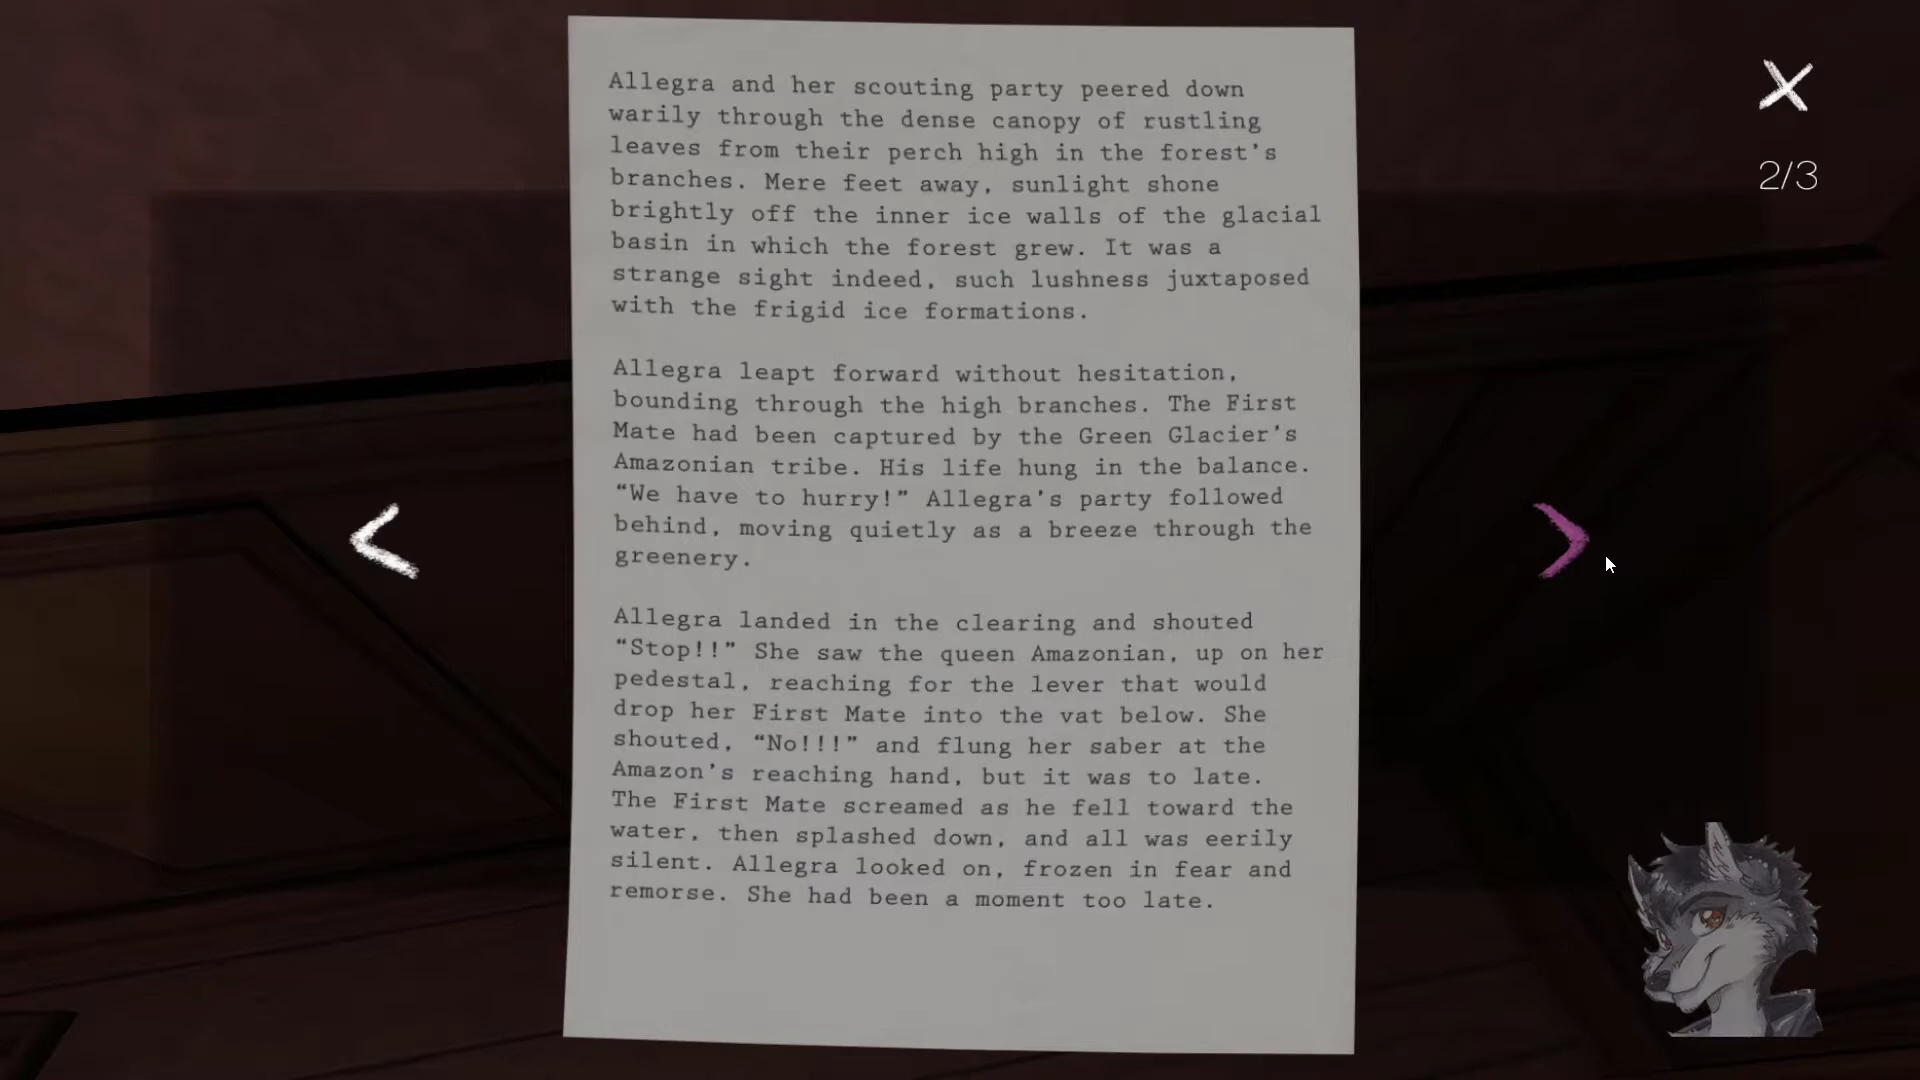 Allegra and her scouting party peered down
warily through the dense canopy of rustling
leaves from their perch high in the forest's
branches. Mere feet away, sunlight shone
brightly off the inner ice walls of the glacial
basin in which the forest grew. It was a
strange sight indeed, such lushness juxtaposed
with the frigid ice formations.
Allegra leapt forward without hesitation,
bounding through the high branches. The First
Mate had been captured by the Green Glacier's
Amazonian tribe. His life hung in the balance.
“We have to hurry!” Allegra's party followed
behind, moving quietly as a breeze through the
greenery.
Allegra landed in the clearing and shouted
“Stop!!” She saw the queen Amazonian, up on her
pedestal, reaching for the lever that would
drop her First Mate into the vat below. She
shouted, “No!!!” and flung her saber at the
Amazon's reaching hand, but it was to late.
The First Mate screamed as he fell toward the
water, then splashed down, and all was eerily
silent. Allegra looked on, frozen in fear and
remorse. She had been a moment too late.
2/3